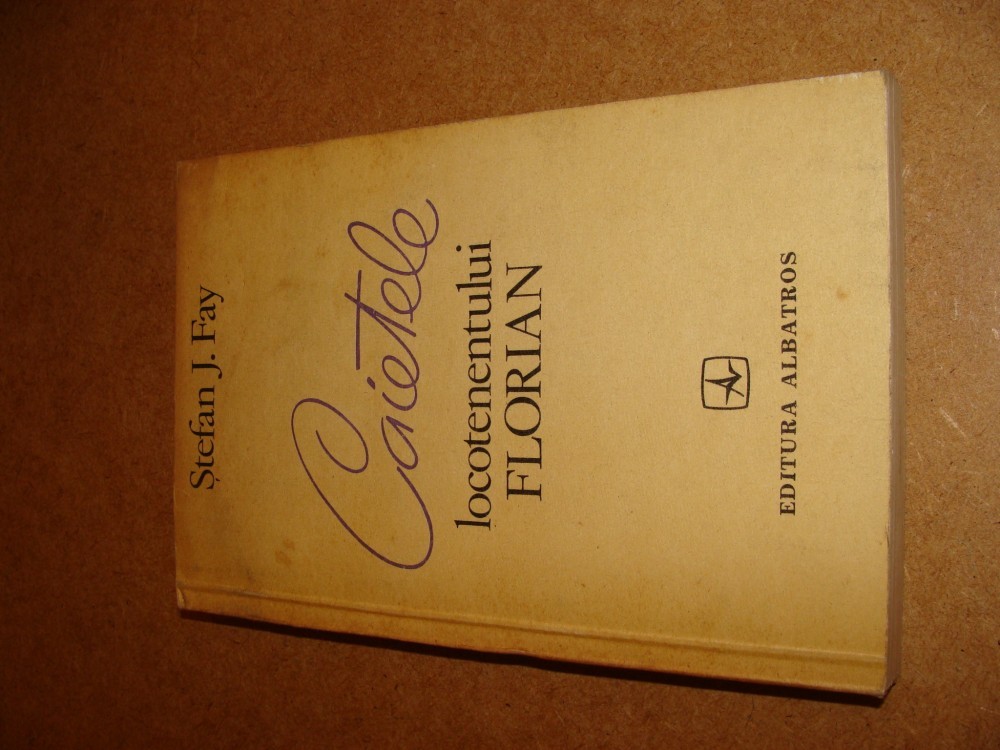 Ștefan J. Fay
Caietele
locotenentului
FLORIAN
EDITURA ALBATROS